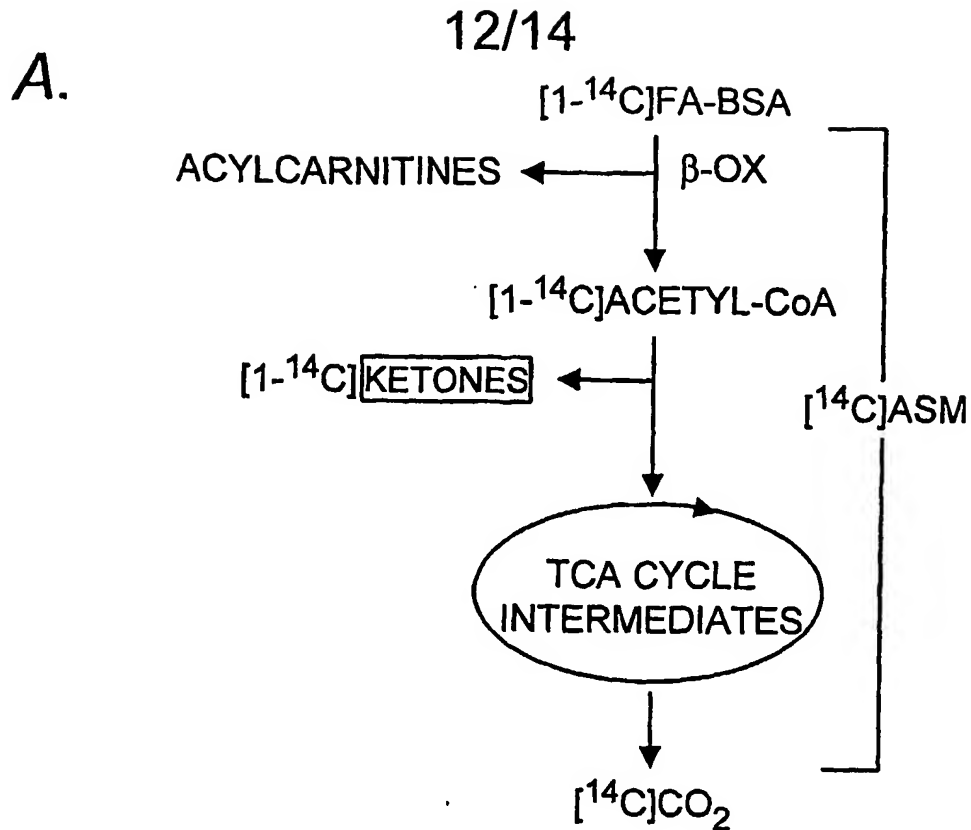 12/14
A.
[1-¹⁴C]FA-BSA
ACYLCARNITINES
β-OX
[1-¹⁴C]ACETYL-CoA
[1-¹⁴C]KETONES
[¹⁴C]ASM
TCA CYCLE
INTERMEDIATES
[¹⁴C]CO₂